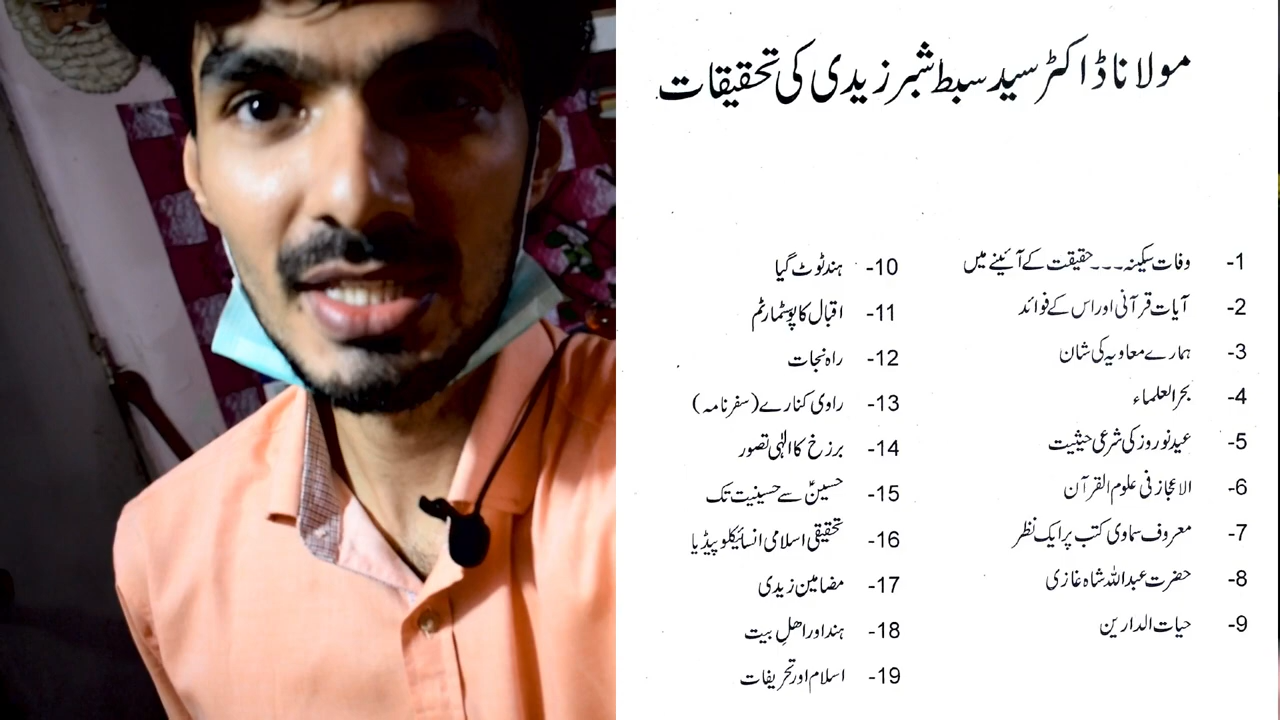 مولانا ڈاکٹر سید سبط شبر زیدی کی تحقیقات
1- وفات سکینہ۔۔۔حقیقت کے آئینے میں
2- آیات قرآنی اور اس کے فوائد
3- ہمارے معاویہ کی شان
4- بحر العلماء
5- عید نوروز کی شرعی حیثیت
6- الاعجاز فی علوم القرآن
7- معروف سماوی کتب پر ایک نظر
8- حضرت عبد اللہ شاہ غازی
9- حیات الدارین
10- ہند ٹوٹ گیا
11- اقبال کا پوسٹمارٹم
12- راہ نجات
13- راوی کنارے (سفر نامہ)
14- برزخ کا الٰہی تصور
15- حسینؑ سے حسینیت تک
16- تحقیقی اسلامی انسائیکلوپیڈیا
17- مضامین زیدی
18- ہند اور اھلِ بیت
19- اسلام اور تحریفات